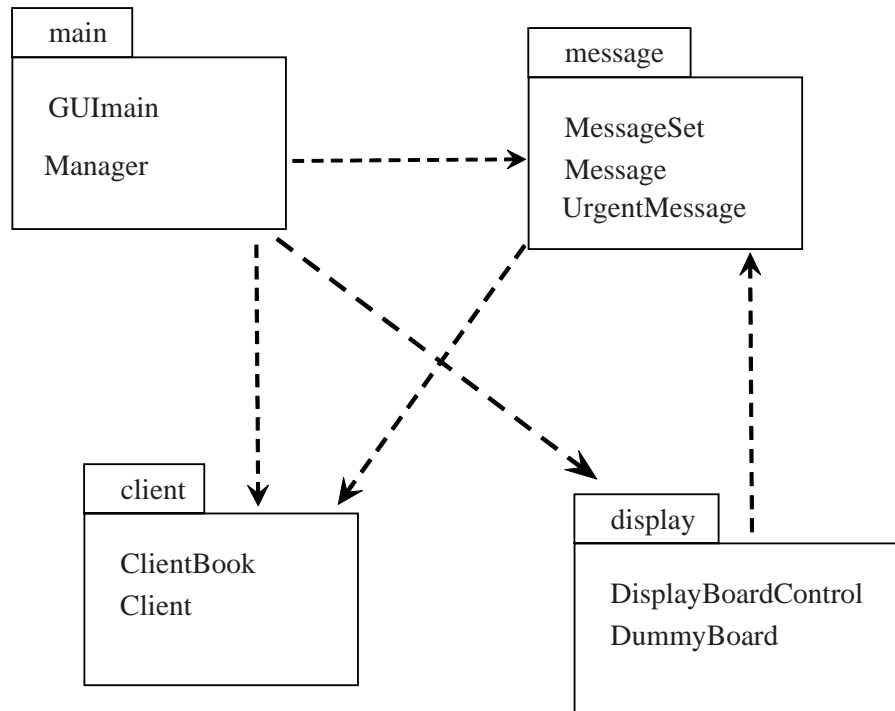 main
GUImain
Manager
message
MessageSet
Message
UrgentMessage
client
ClientBook
Client
display
DisplayBoardControl
DummyBoard